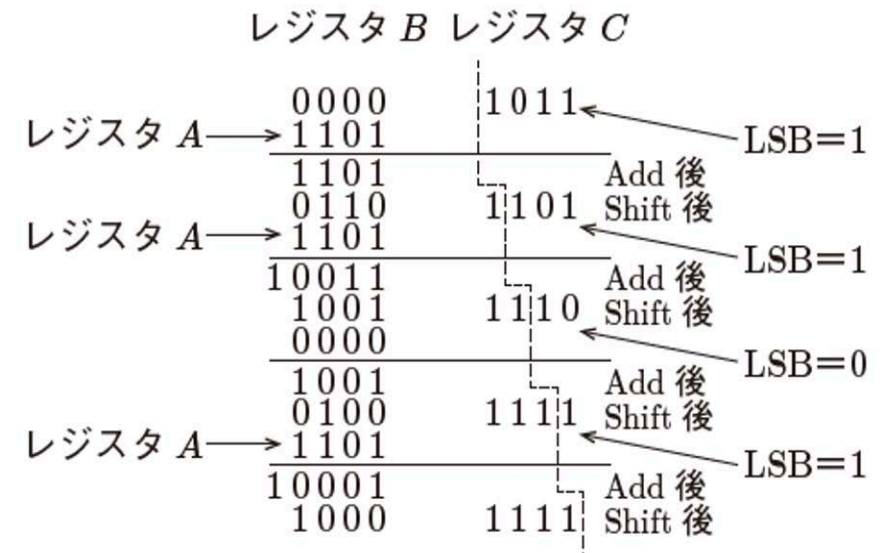 レジスタ B レジスタ C
0000 1011
レジスタ A 1101 LSB=1
1101 Add 後
0110 1101 Shift 後
レジスタ A 1101 LSB=1
10011 Add 後
1001 1110 Shift 後
0000 LSB=0
1001 Add 後
0100 1111 Shift 後
レジスタ A 1101 LSB=1
10001 Add 後
1000 1111 Shift 後